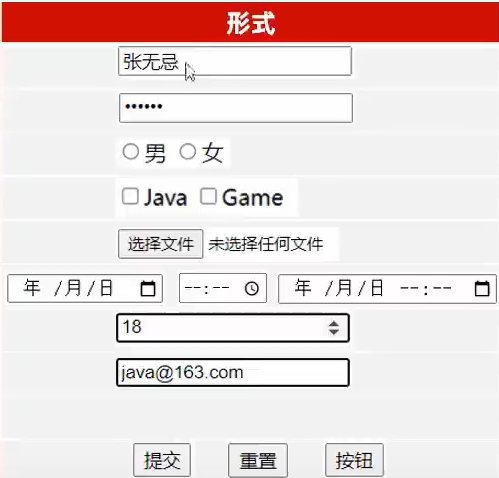 形式
张无忌
••••••
男 女
Java Game
选择文件 未选择任何文件
年 /月/日 --:-- 年 /月/日 --:--
18
java@163.com
提交 重置 按钮